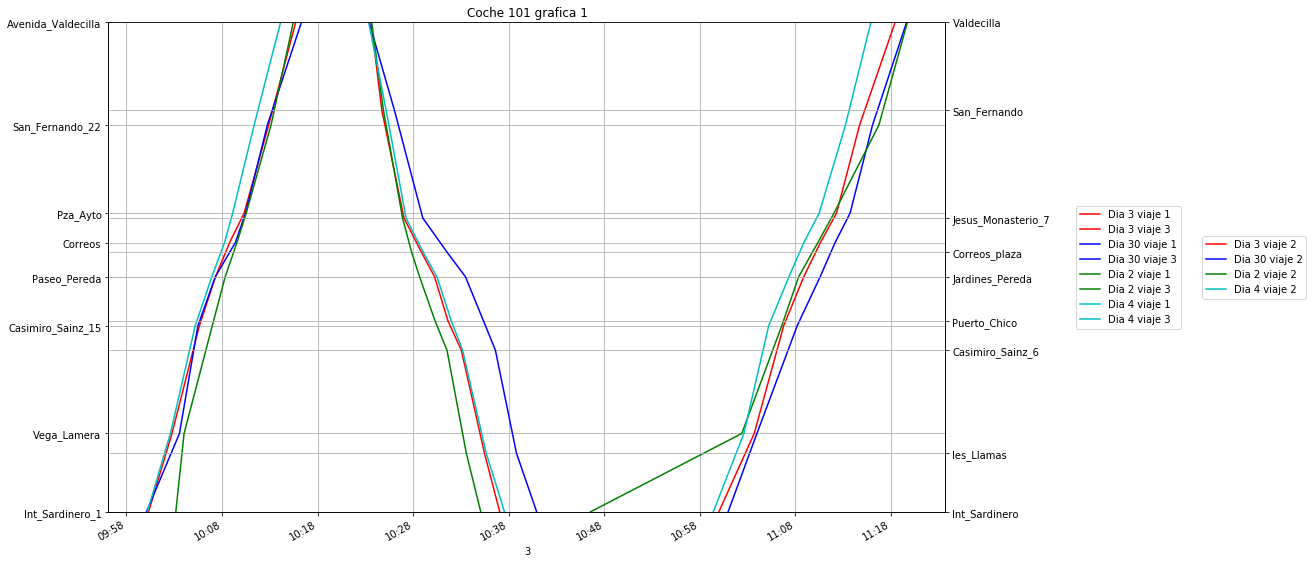 Coche 101 grafica 1
Avenida_Valdecilla
San_Fernando_22
Pza_Ayto
Correos
Paseo_Pereda
Casimiro_Sainz_15
Vega_Lamera
Int_Sardinero_1
Valdecilla
San_Fernando
Jesus_Monasterio_7
Correos_plaza
Jardines_Pereda
Puerto_Chico
Casimiro_Sainz_6
Ies_Llamas
Int_Sardinero
09:58
10:08
10:18
10:28
10:38
10:48
10:58
11:08
11:18
3
Dia 3 viaje 1
Dia 3 viaje 3
Dia 30 viaje 1
Dia 30 viaje 3
Dia 2 viaje 1
Dia 2 viaje 3
Dia 4 viaje 1
Dia 4 viaje 3
Dia 3 viaje 2
Dia 30 viaje 2
Dia 2 viaje 2
Dia 4 viaje 2